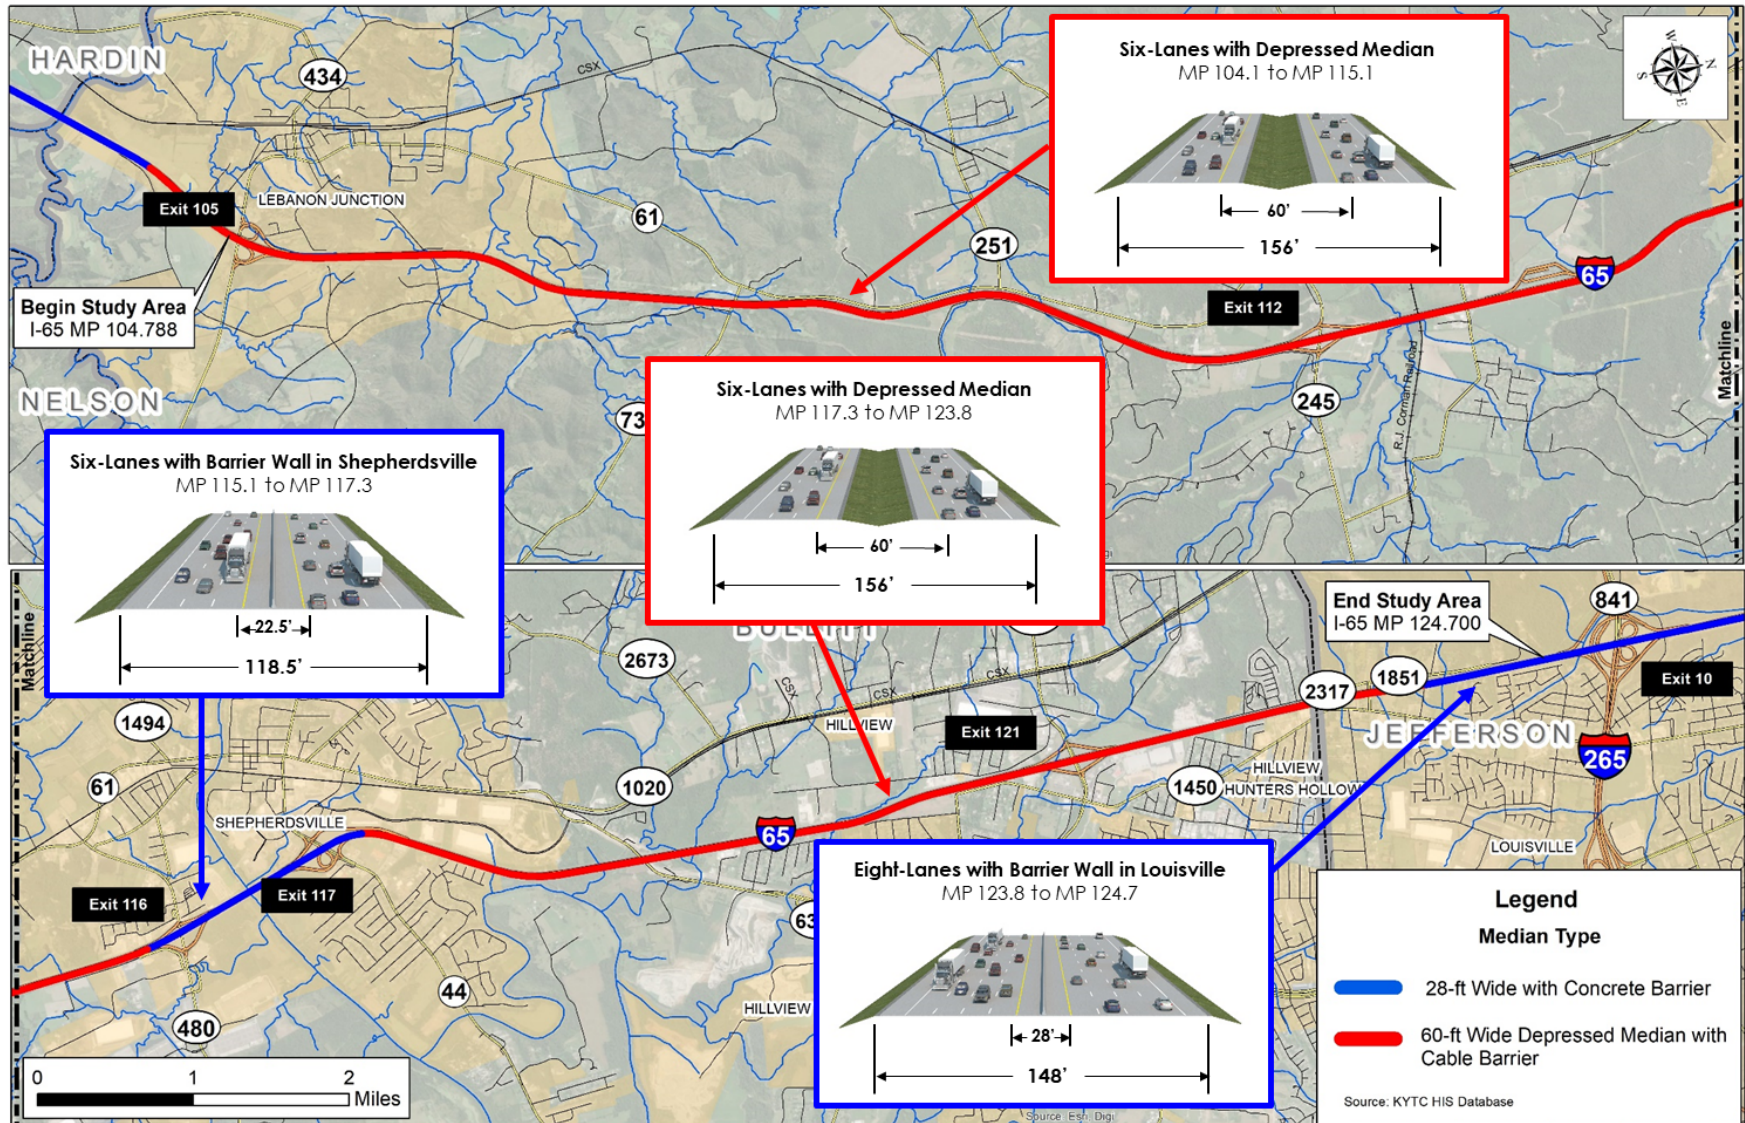 HARDIN
434
CSX
Six-Lanes with Depressed Median
MP 104.1 to MP 115.1
60'
156'
W
N
S
E
Exit 105
LEBANON JUNCTION
61
251
65
Begin Study Area
I-65 MP 104.788
Exit 112
Matchline
NELSON
245
R.J. Corman Railroad
73
Six-Lanes with Depressed Median
MP 117.3 to MP 123.8
60'
156'
Six-Lanes with Barrier Wall in Shepherdsville
MP 115.1 to MP 117.3
22.5'
118.5'
Matchline
BULLITT
End Study Area
I-65 MP 124.700
841
2673
CSX
CSX
CSX
2317
1851
Exit 10
1494
HILLVIEW
Exit 121
JEFFERSON
265
61
1020
1450
HILLVIEW
HUNTERS HOLLOW
SHEPHERDSVILLE
65
LOUISVILLE
Exit 116
Exit 117
Eight-Lanes with Barrier Wall in Louisville
MP 123.8 to MP 124.7
28'
148'
63
44
480
HILLVIEW
0 1 2
Miles
Legend
Median Type
28-ft Wide with Concrete Barrier
60-ft Wide Depressed Median with
Cable Barrier
Source: KYTC HIS Database
Source: Esri, Digi